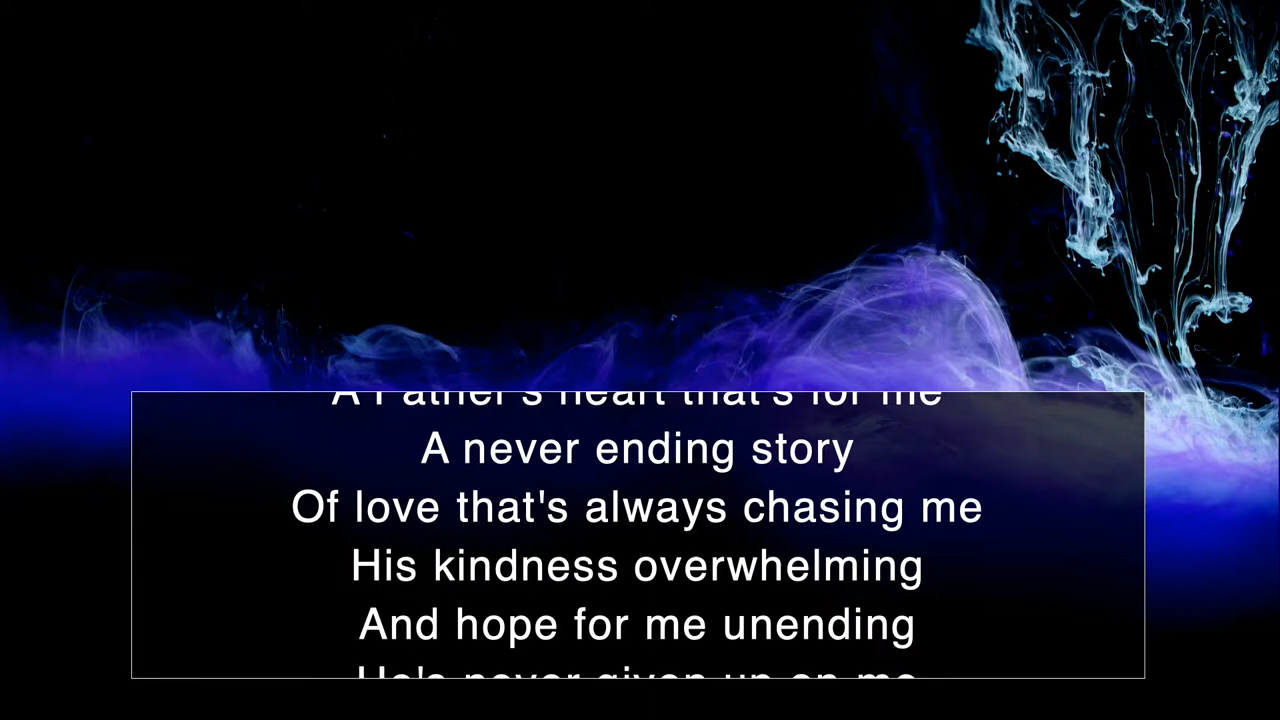 A Father's heart that's for me
A never ending story
Of love that's always chasing me
His kindness overwhelming
And hope for me unending
He's never given up on me